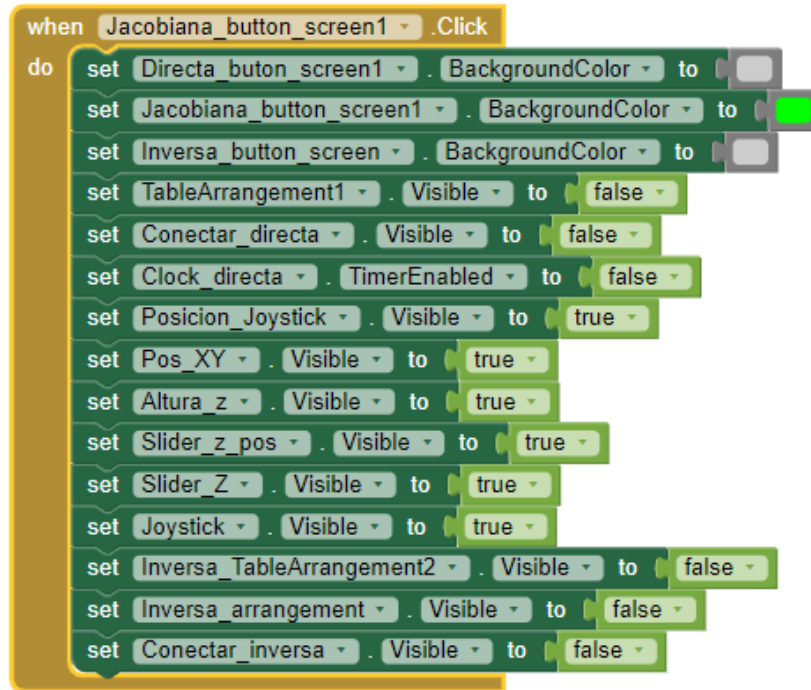 when Jacobiana_button_screen1 .Click
do set Directa_buton_screen1 . BackgroundColor to
set Jacobiana_button_screen1 . BackgroundColor to
set Inversa_button_screen . BackgroundColor to
set TableArrangement1 . Visible to false
set Conectar_directa . Visible to false
set Clock_directa . TimerEnabled to false
set Posicion_Joystick . Visible to true
set Pos_XY . Visible to true
set Altura_z . Visible to true
set Slider_z_pos . Visible to true
set Slider_Z . Visible to true
set Joystick . Visible to true
set Inversa_TableArrangement2 . Visible to false
set Inversa_arrangement . Visible to false
set Conectar_inversa . Visible to false